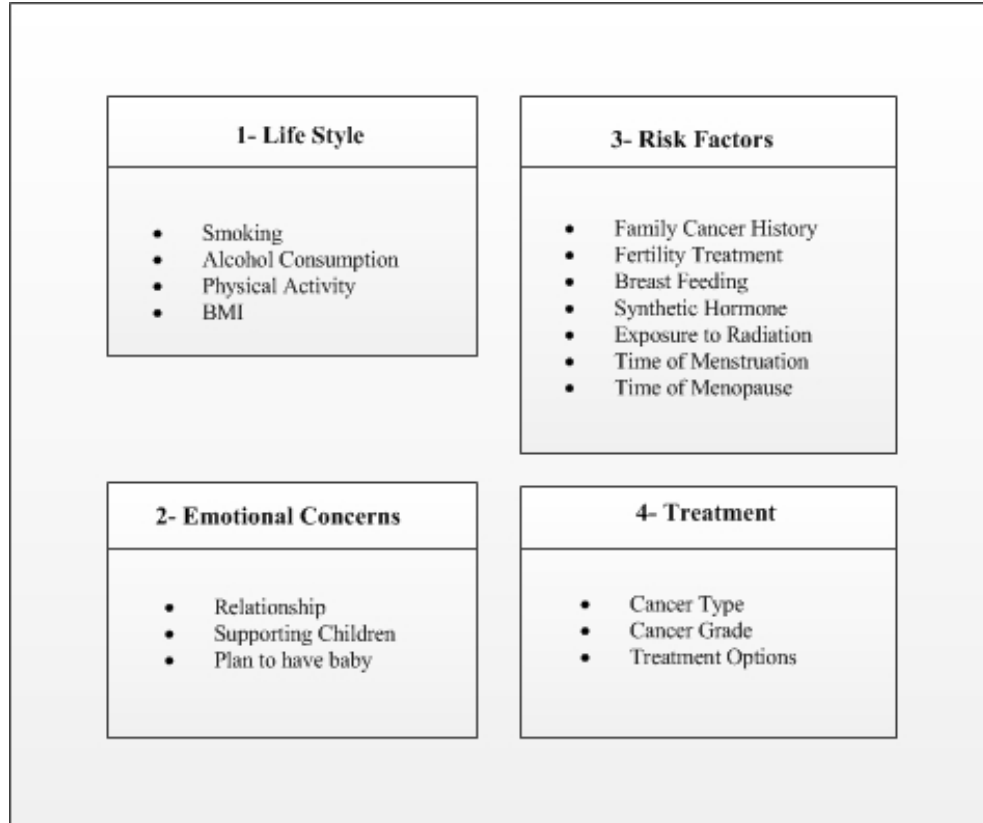 1- Life Style
Smoking
Alcohol Consumption
Physical Activity
BMI
2- Emotional Concerns
Relationship
Supporting Children
Plan to have baby
3- Risk Factors
Family Cancer History
Fertility Treatment
Breast Feeding
Synthetic Hormone
Exposure to Radiation
Time of Menstruation
Time of Menopause
4- Treatment
Cancer Type
Cancer Grade
Treatment Options